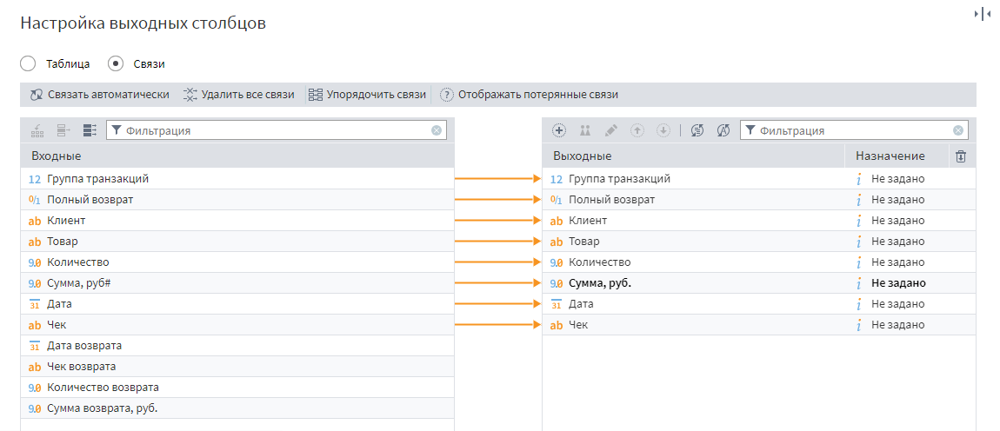 Настройка выходных столбцов
Таблица Связи
Связать автоматически Удалить все связи Упорядочить связи ? Отображать потерянные связи
Фильтрация
Входные
12 Группа транзакций
0/1 Полный возврат
ab Клиент
ab Товар
9.0 Количество
9.0 Сумма, руб#
31 Дата
ab Чек
31 Дата возврата
ab Чек возврата
9.0 Количество возврата
9.0 Сумма возврата, руб.
Фильтрация
Выходные Назначение
12 Группа транзакций i Не задано
0/1 Полный возврат i Не задано
ab Клиент i Не задано
ab Товар i Не задано
9.0 Количество i Не задано
9.0 Сумма, руб. i Не задано
31 Дата i Не задано
ab Чек i Не задано